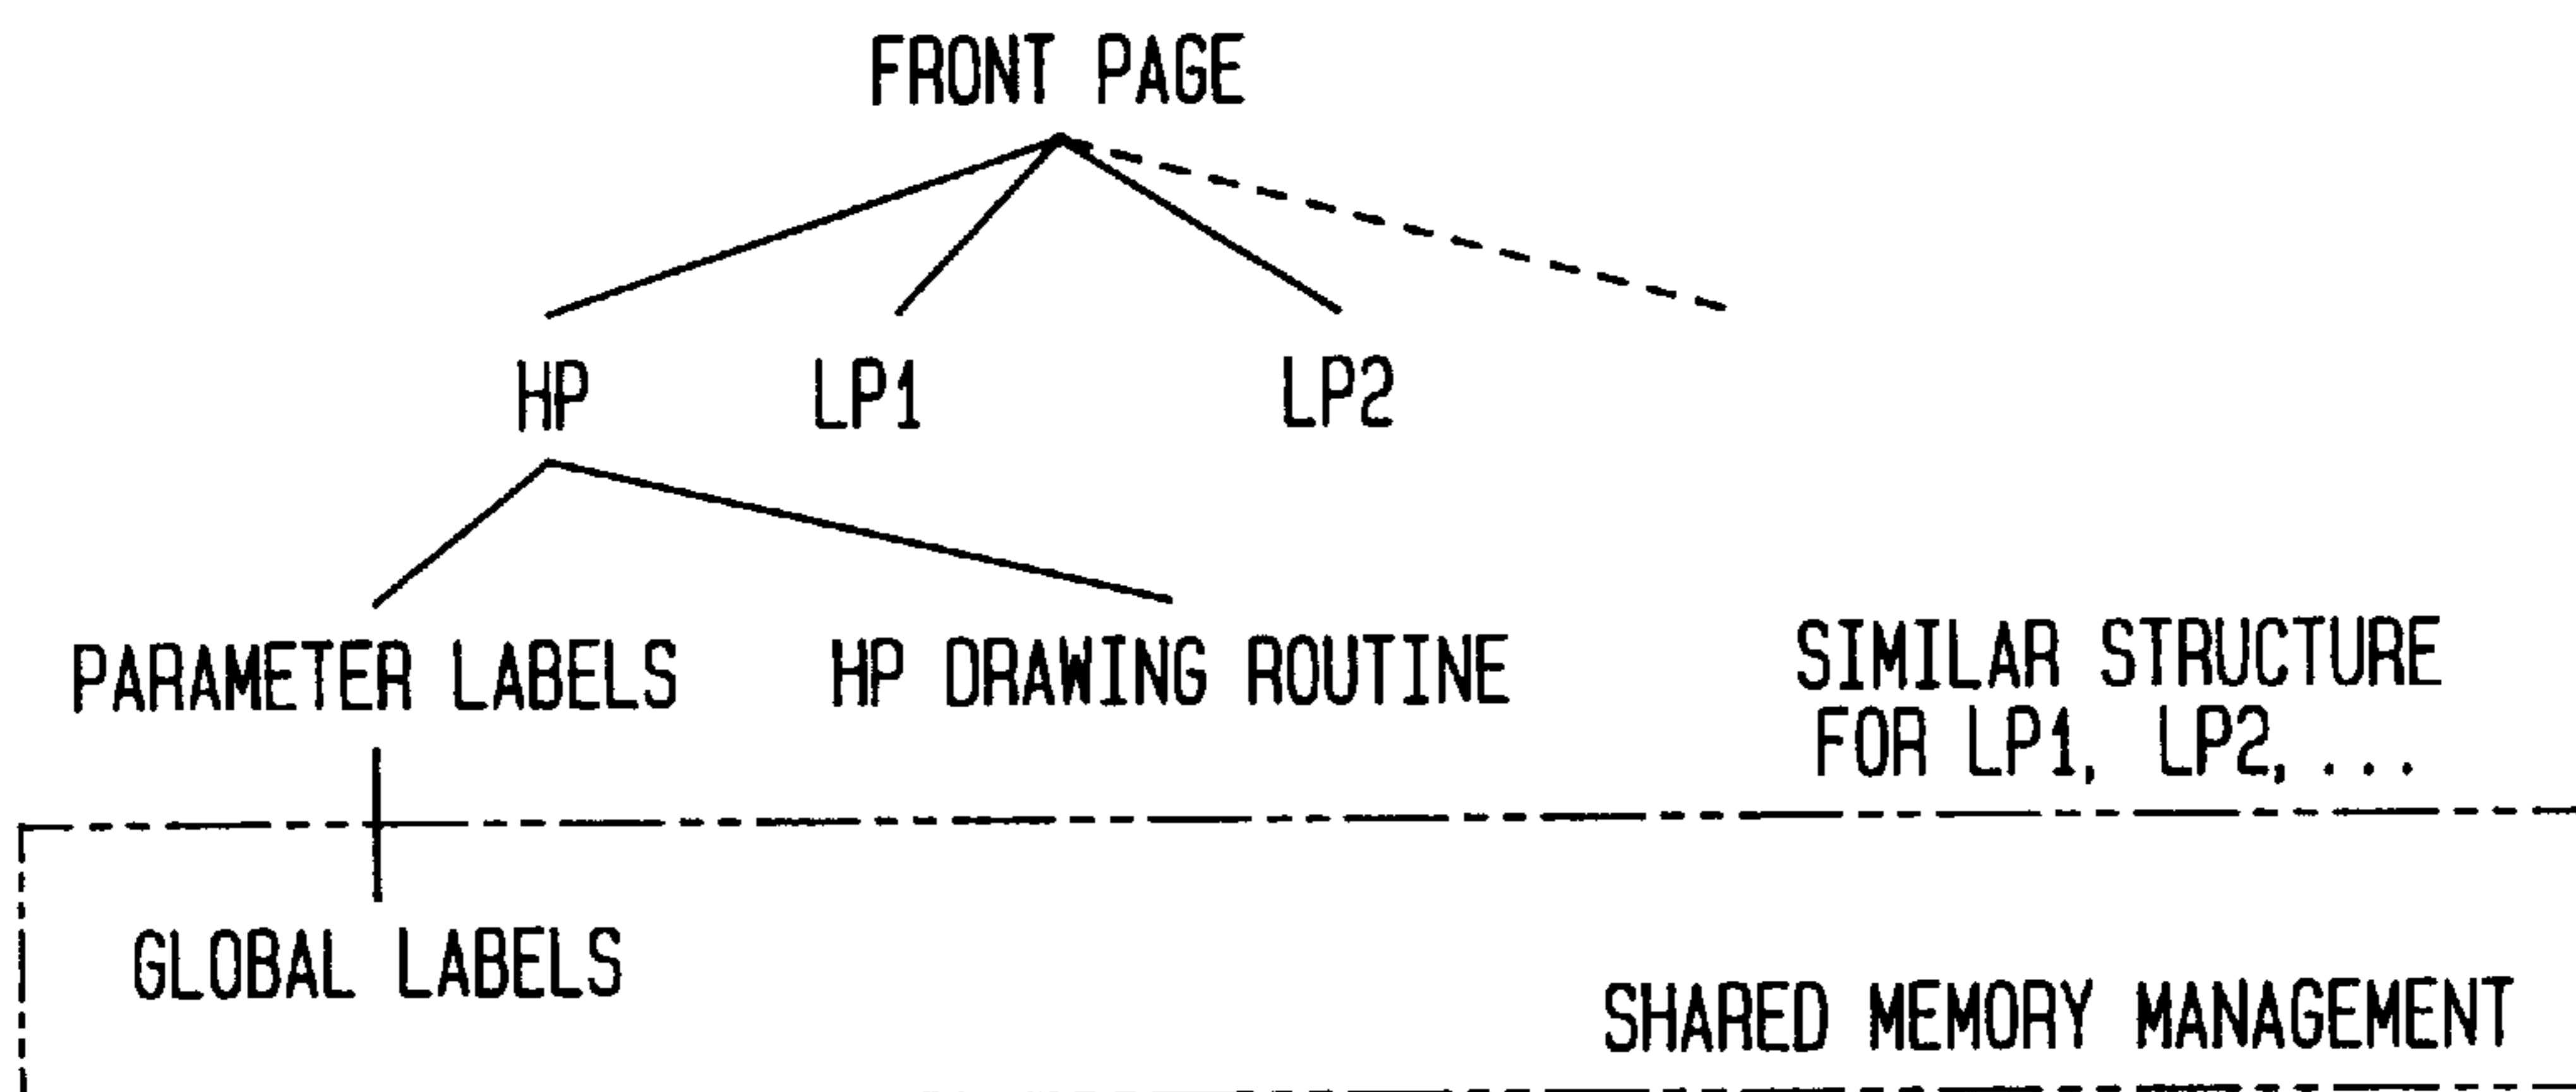 FRONT PAGE
HP
LP1
LP2
PARAMETER LABELS
HP DRAWING ROUTINE
SIMILAR STRUCTURE
FOR LP1, LP2, ...
GLOBAL LABELS
SHARED MEMORY MANAGEMENT